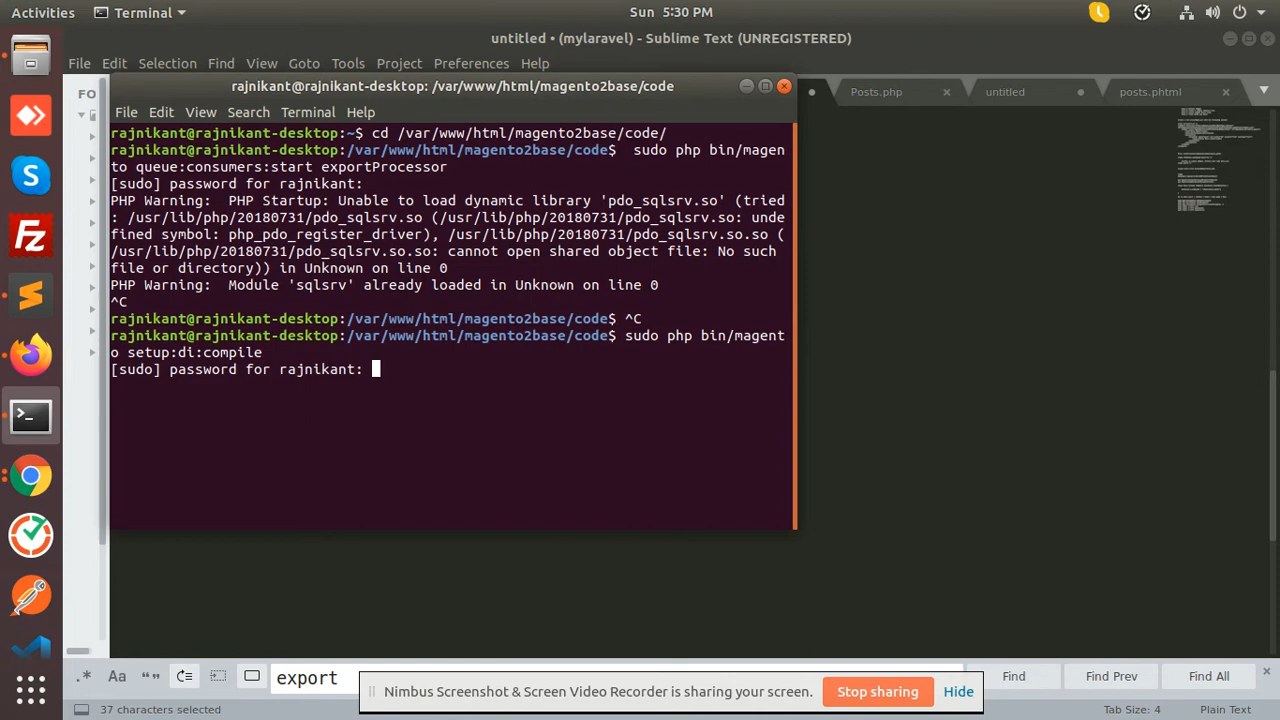 Activities Terminal Sun 5:30 PM
untitled • (mylaravel) - Sublime Text (UNREGISTERED)
File Edit Selection Find View Goto Tools Project Preferences Help
FO
rajnikant@rajnikant-desktop: /var/www/html/magento2base/code
Posts.php untitled posts.phtml
File Edit View Search Terminal Help
rajnikant@rajnikant-desktop:~$ cd /var/www/html/magento2base/code/
rajnikant@rajnikant-desktop:/var/www/html/magento2base/code$  sudo php bin/magen
to queue:consumers:start exportProcessor
[sudo] password for rajnikant:
PHP Warning:  PHP Startup: Unable to load dynamic library 'pdo_sqlsrv.so' (tried
: /usr/lib/php/20180731/pdo_sqlsrv.so (/usr/lib/php/20180731/pdo_sqlsrv.so: unde
fined symbol: php_pdo_register_driver), /usr/lib/php/20180731/pdo_sqlsrv.so.so (
/usr/lib/php/20180731/pdo_sqlsrv.so.so: cannot open shared object file: No such
file or directory)) in Unknown on line 0
PHP Warning:  Module 'sqlsrv' already loaded in Unknown on line 0
^C
rajnikant@rajnikant-desktop:/var/www/html/magento2base/code$ ^C
rajnikant@rajnikant-desktop:/var/www/html/magento2base/code$ sudo php bin/magent
o setup:di:compile
[sudo] password for rajnikant:
.* Aa “” export Find Find Prev Find All
Nimbus Screenshot & Screen Video Recorder is sharing your screen. Stop sharing Hide
37 characters selected Tab Size: 4 Plain Text